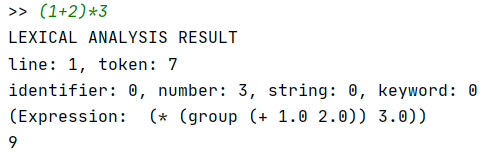 >> (1+2)*3
LEXICAL ANALYSIS RESULT
line: 1, token: 7
identifier: 0, number: 3, string: 0, keyword: 0
(Expression:  (* (group (+ 1.0 2.0)) 3.0))
9